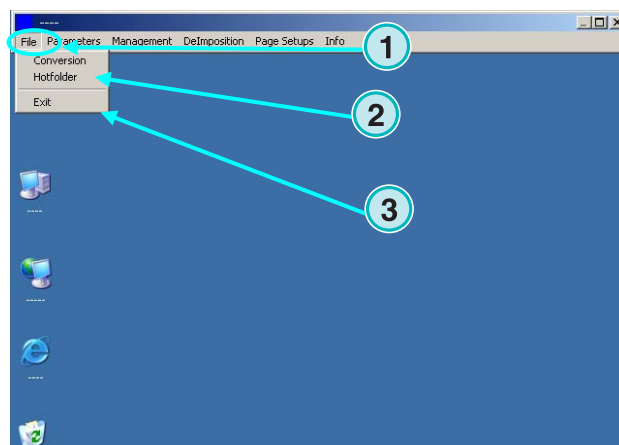 ----
File Parameters Management DeImposition Page Setups Info
1
Conversion
Hotfolder
2
Exit
3
----
-----
----